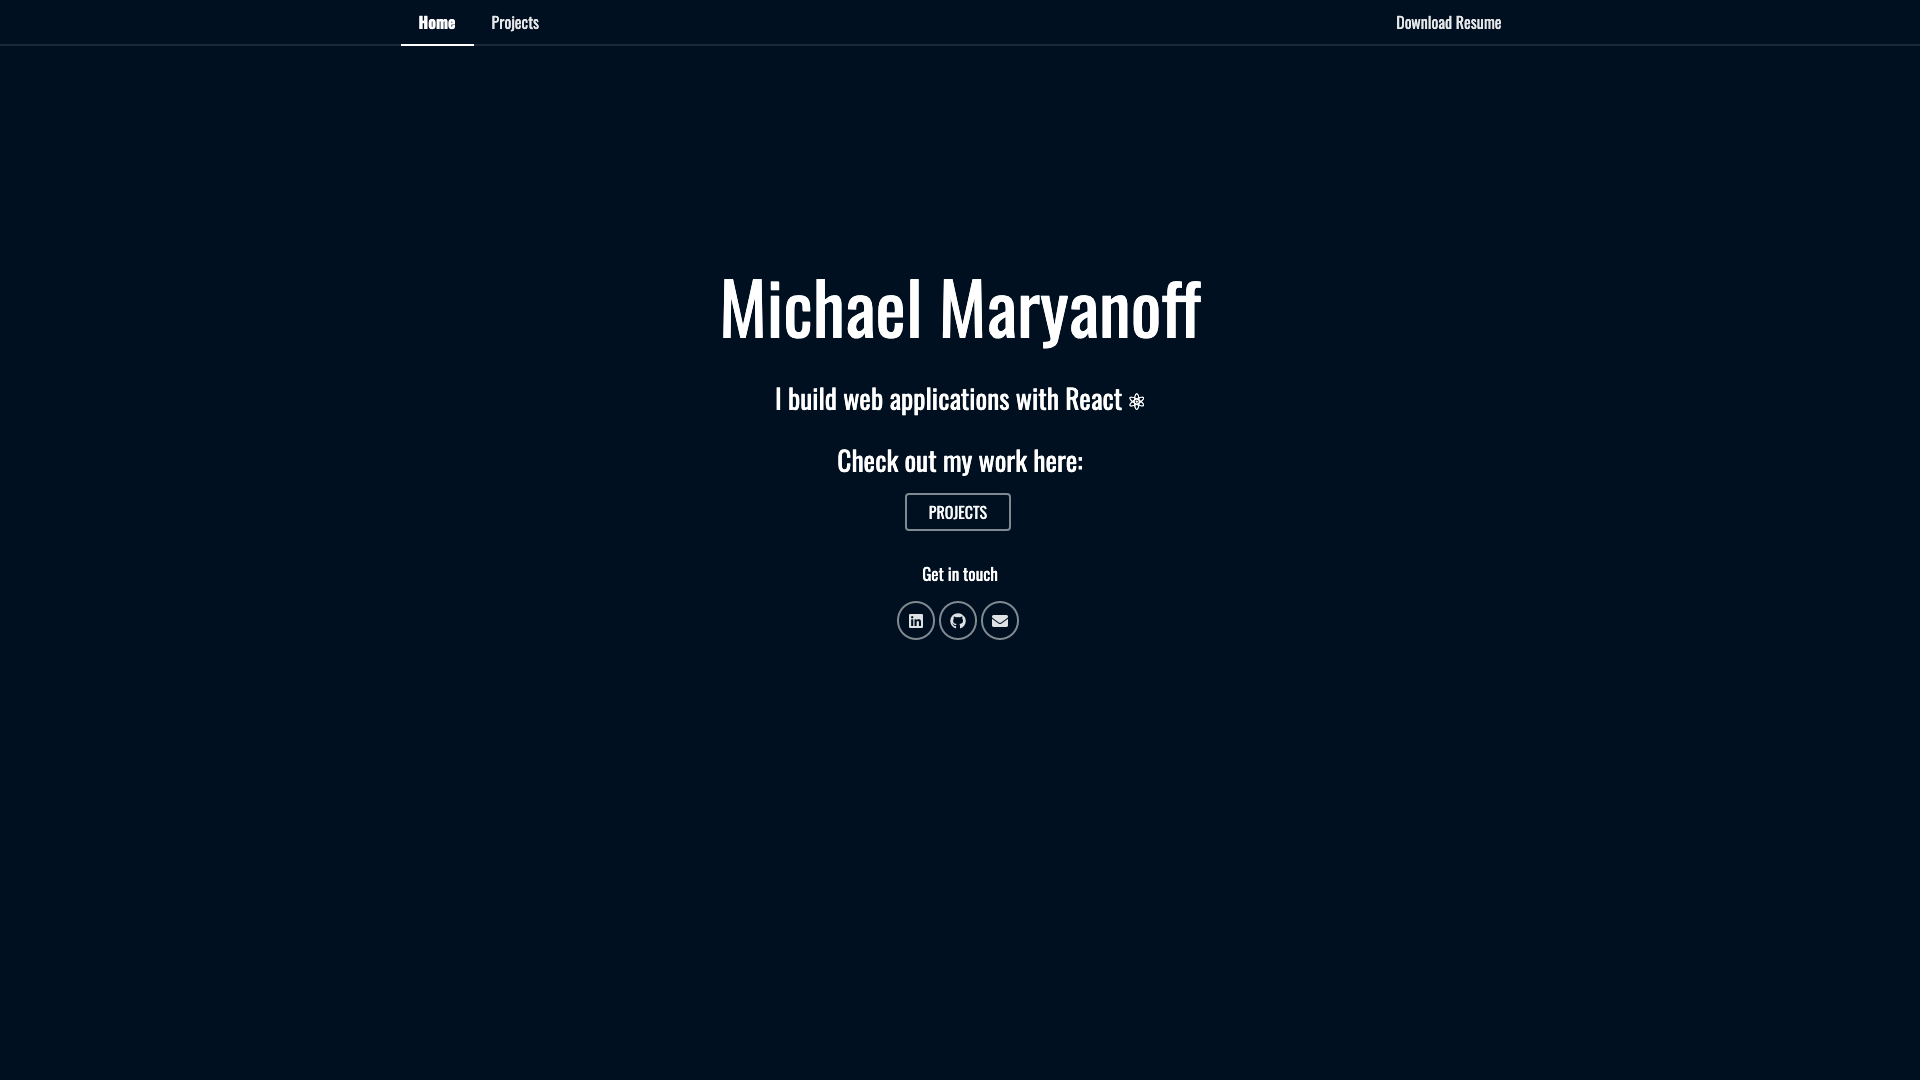 Home Projects Download Resume
Michael Maryanoff
I build web applications with React ⚛
Check out my work here:
PROJECTS
Get in touch